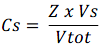 Cs = Z x Vs / Vtot